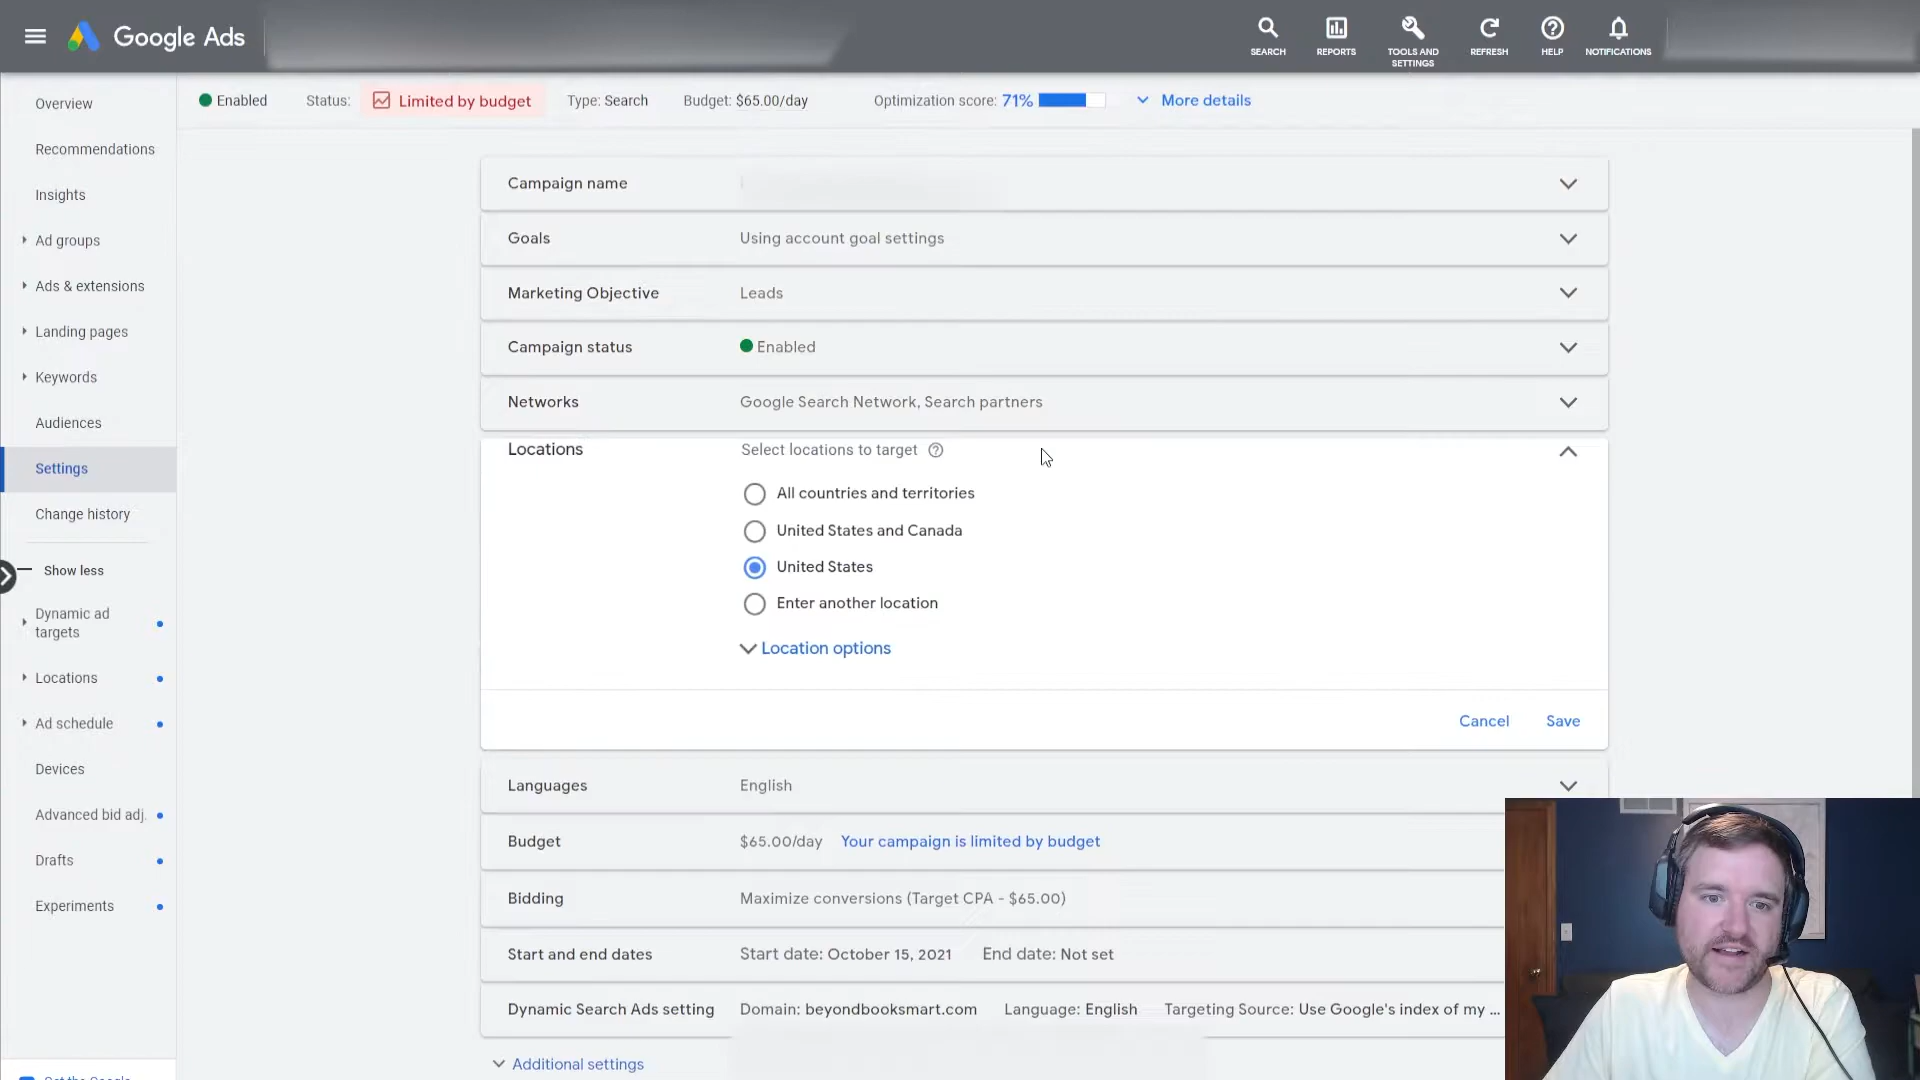 Google Ads
SEARCH
REPORTS
TOOLS AND
SETTINGS
REFRESH
HELP
NOTIFICATIONS
Enabled Status: Limited by budget Type: Search Budget: $65.00/day Optimization score: 71% More details
Overview
Recommendations
Insights
Ad groups
Ads & extensions
Landing pages
Keywords
Audiences
Settings
Change history
Show less
Dynamic ad
targets
Locations
Ad schedule
Devices
Advanced bid adj.
Drafts
Experiments
Campaign name
Goals Using account goal settings
Marketing Objective Leads
Campaign status Enabled
Networks Google Search Network, Search partners
Locations Select locations to target
All countries and territories
United States and Canada
United States
Enter another location
Location options
Cancel Save
Languages English
Budget $65.00/day Your campaign is limited by budget
Bidding Maximize conversions (Target CPA - $65.00)
Start and end dates Start date: October 15, 2021 End date: Not set
Dynamic Search Ads setting Domain: beyondbooksmart.com Language: English Targeting Source: Use Google's index of my ...
Additional settings